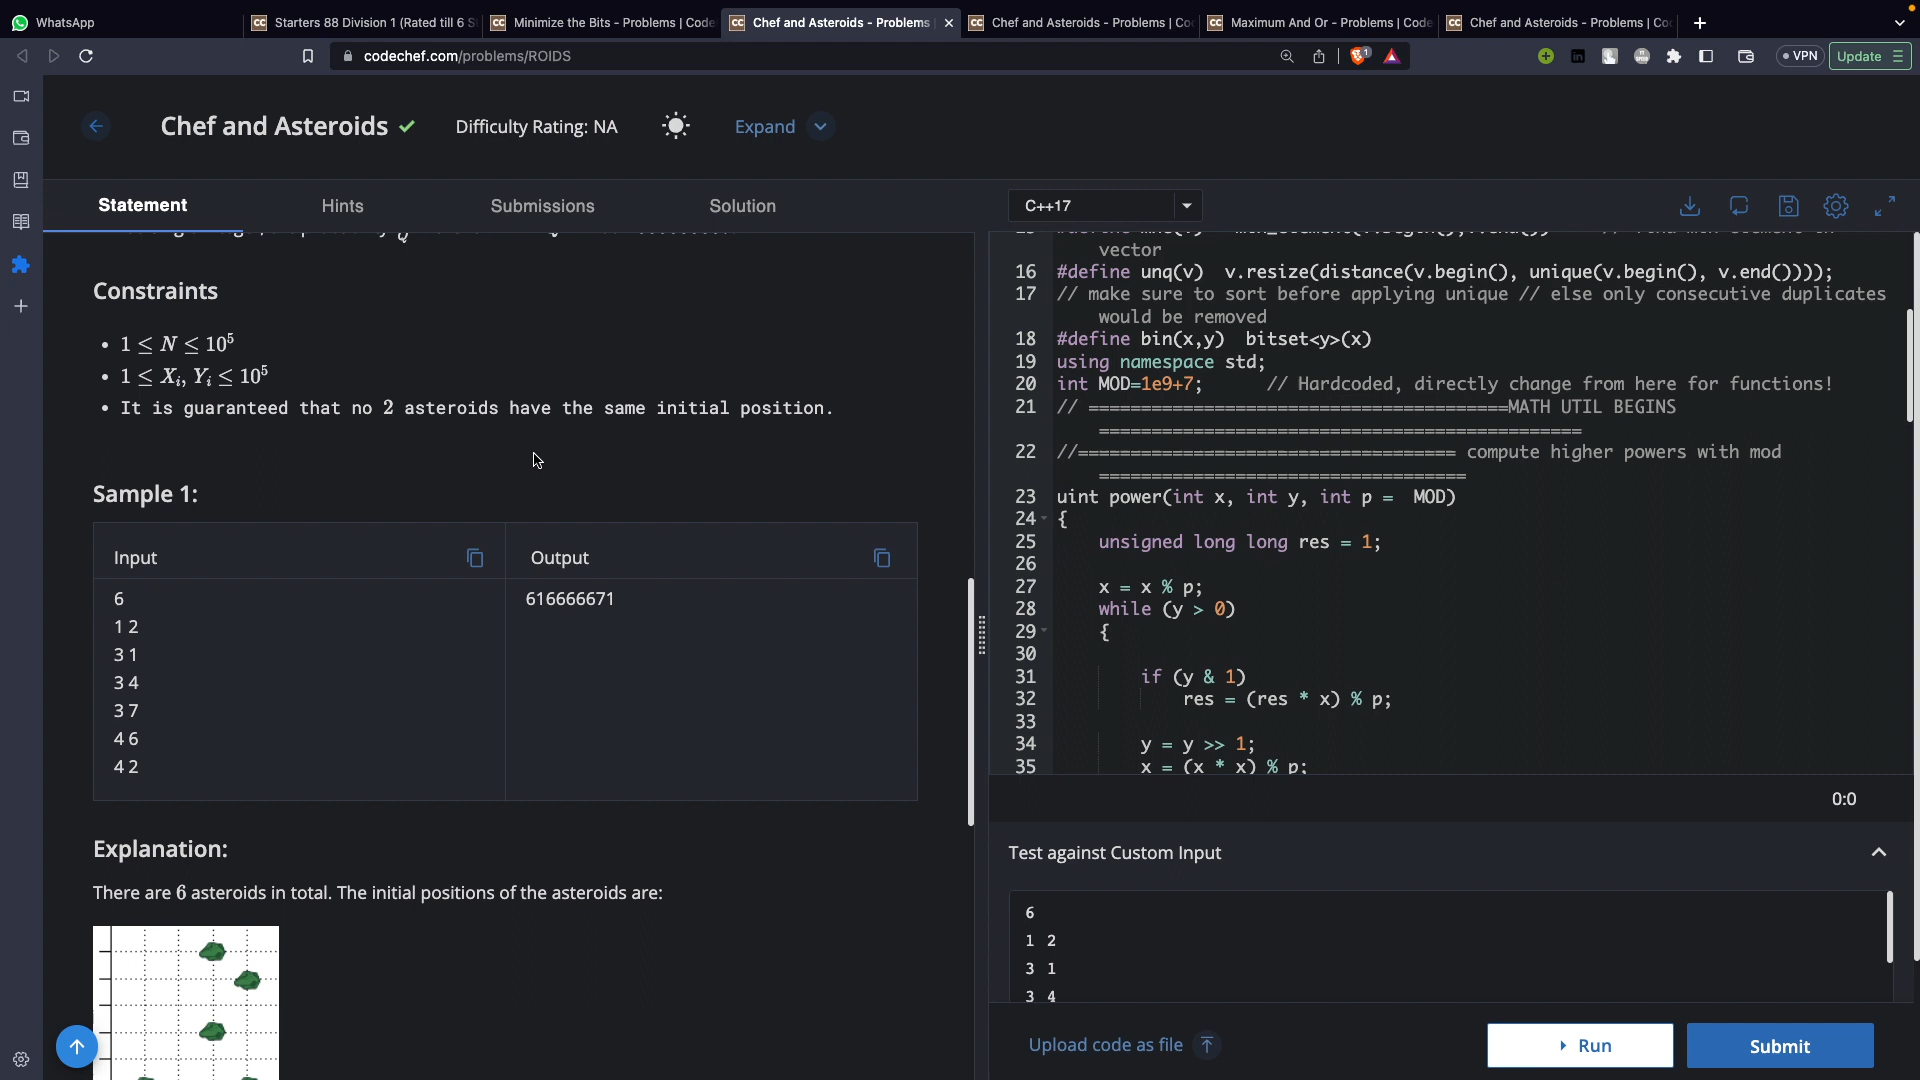 WhatsApp
Starters 88 Division 1 (Rated till 6 S
Minimize the Bits - Problems | Code
Chef and Asteroids - Problems
Chef and Asteroids - Problems | Co
Maximum And Or - Problems | Code
Chef and Asteroids - Problems | Co
codechef.com/problems/ROIDS
1
VPN
Update
Chef and Asteroids
Difficulty Rating: NA
Expand
Statement
Hints
Submissions
Solution
C++17
Constraints
• 1 ≤ N ≤ 10^5
• 1 ≤ X_i, Y_i ≤ 10^5
• It is guaranteed that no 2 asteroids have the same initial position.
Sample 1:
Input
Output
6
1 2
3 1
3 4
3 7
4 6
4 2
616666671
Explanation:
There are 6 asteroids in total. The initial positions of the asteroids are:
vector
16 #define unq(v)  v.resize(distance(v.begin(), unique(v.begin(), v.end())));
17 // make sure to sort before applying unique // else only consecutive duplicates
would be removed
18 #define bin(x,y)  bitset<y>(x)
19 using namespace std;
20 int MOD=1e9+7;      // Hardcoded, directly change from here for functions!
21 // ========================================MATH UTIL BEGINS
==============================================
22 //==================================== compute higher powers with mod
===================================
23 uint power(int x, int y, int p =  MOD)
24 {
25     unsigned long long res = 1;
26
27     x = x % p;
28     while (y > 0)
29     {
30
31         if (y & 1)
32             res = (res * x) % p;
33
34         y = y >> 1;
35         x = (x * x) % p;
0:0
Test against Custom Input
6
1 2
3 1
3 4
Upload code as file
Run
Submit